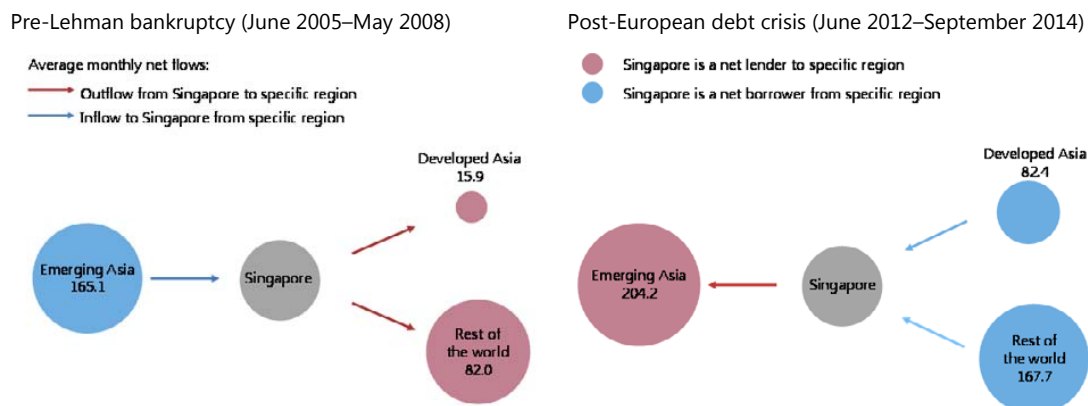 Pre-Lehman bankruptcy (June 2005–May 2008)
Average monthly net flows:
Outflow from Singapore to specific region
Inflow to Singapore from specific region
Developed Asia
15.9
Emerging Asia
165.1
Singapore
Rest of
the world
82.0
Post-European debt crisis (June 2012–September 2014)
Singapore is a net lender to specific region
Singapore is a net borrower from specific region
Developed Asia
82.4
Emerging Asia
204.2
Singapore
Rest of
the world
167.7